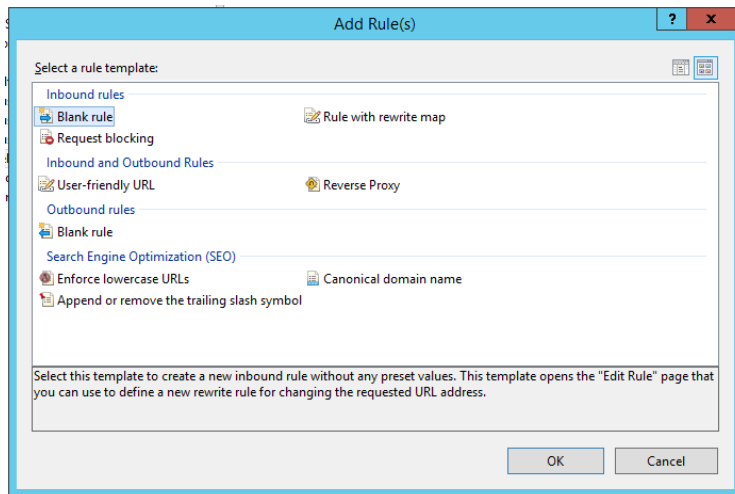 Add Rule(s)
?
x
Select a rule template:
Inbound rules
Blank rule
Rule with rewrite map
Request blocking
Inbound and Outbound Rules
User-friendly URL
Reverse Proxy
Outbound rules
Blank rule
Search Engine Optimization (SEO)
Enforce lowercase URLs
Canonical domain name
Append or remove the trailing slash symbol
Select this template to create a new inbound rule without any preset values. This template opens the "Edit Rule" page that
you can use to define a new rewrite rule for changing the requested URL address.
OK
Cancel